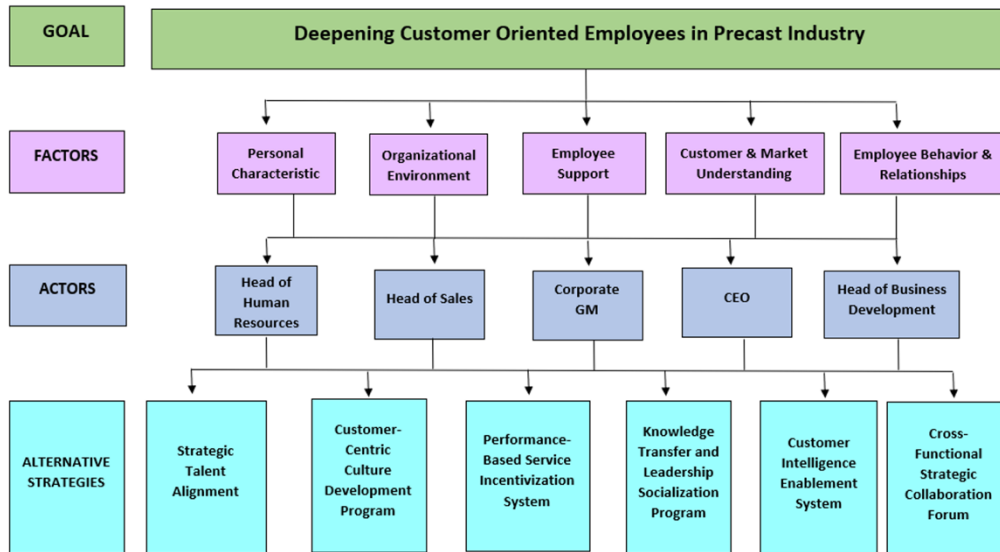 GOAL
Deepening Customer Oriented Employees in Precast Industry
FACTORS
Personal
Characteristic
Organizational
Environment
Employee
Support
Customer & Market
Understanding
Employee Behavior &
Relationships
ACTORS
Head of
Human
Resources
Head of Sales
Corporate
GM
CEO
Head of Business
Development
ALTERNATIVE
STRATEGIES
Strategic
Talent
Alignment
Customer-
Centric
Culture
Development
Program
Performance-
Based Service
Incentivization
System
Knowledge
Transfer and
Leadership
Socialization
Program
Customer
Intelligence
Enablement
System
Cross-
Functional
Strategic
Collaboration
Forum